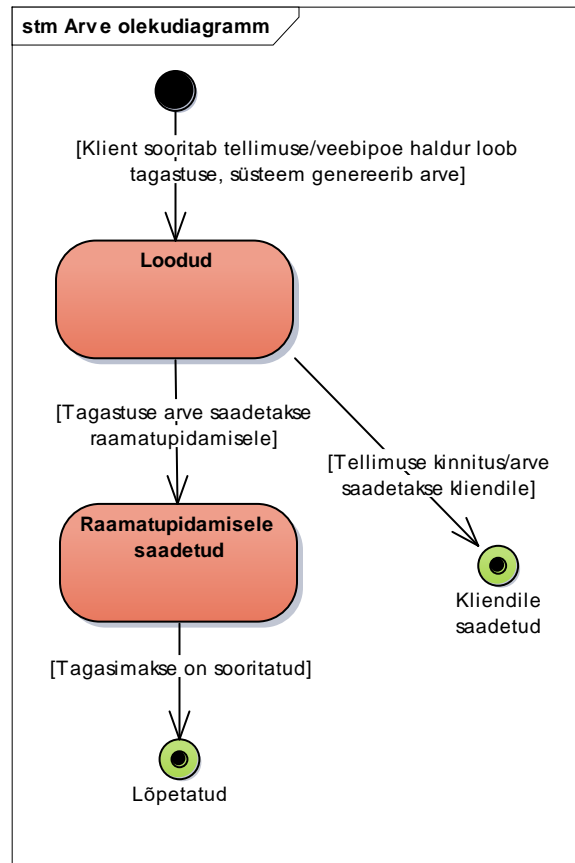 stm Arve olekudiagramm
[Klient sooritab tellimuse/veebipoe haldur loob
tagastuse, süsteem genereerib arve]
Loodud
[Tagastuse arve saadetakse
raamatupidamisele]
[Tellimuse kinnitus/arve
saadetakse kliendile]
Raamatupidamisele
saadetud
Kliendile
saadetud
[Tagasimakse on sooritatud]
Lõpetatud